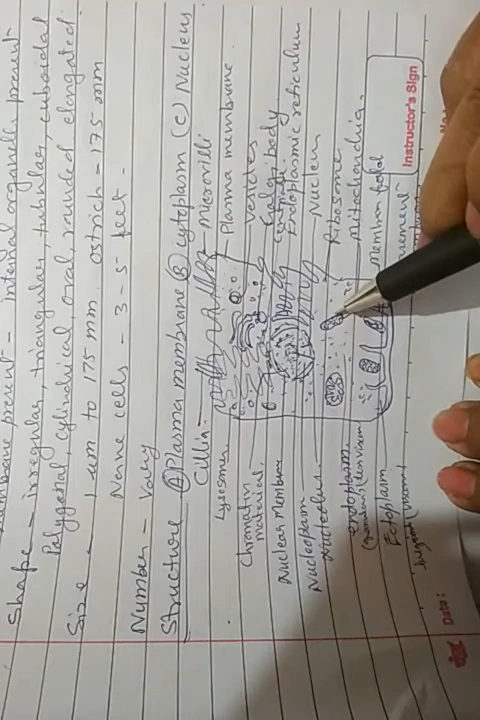 membrane present - internal organelle present
Shape - irregular, triangular, tubular, cuboidal
Polygonal, cylindrical, oval, rounded elongated
Size - 1 um to 175 mm ostrich - 175 mm
Nerve cells - 3 - 5 feet.
Number - Vary
Structure (A) Plasma membrane (B) cytoplasm (C) Nucleus
Cillia
Microvilli
Plasma membrane
Lysosome
Vesicles
Chromatin material
Golgi body
Endoplasmic reticulum
Nuclear Membrane
Nucleus
Nucleoplasm
Nucleolus
Ribosome
Mitochondria
endoplasm
Membrane fold
Ectoplasm
Instructor's Sign
Date: